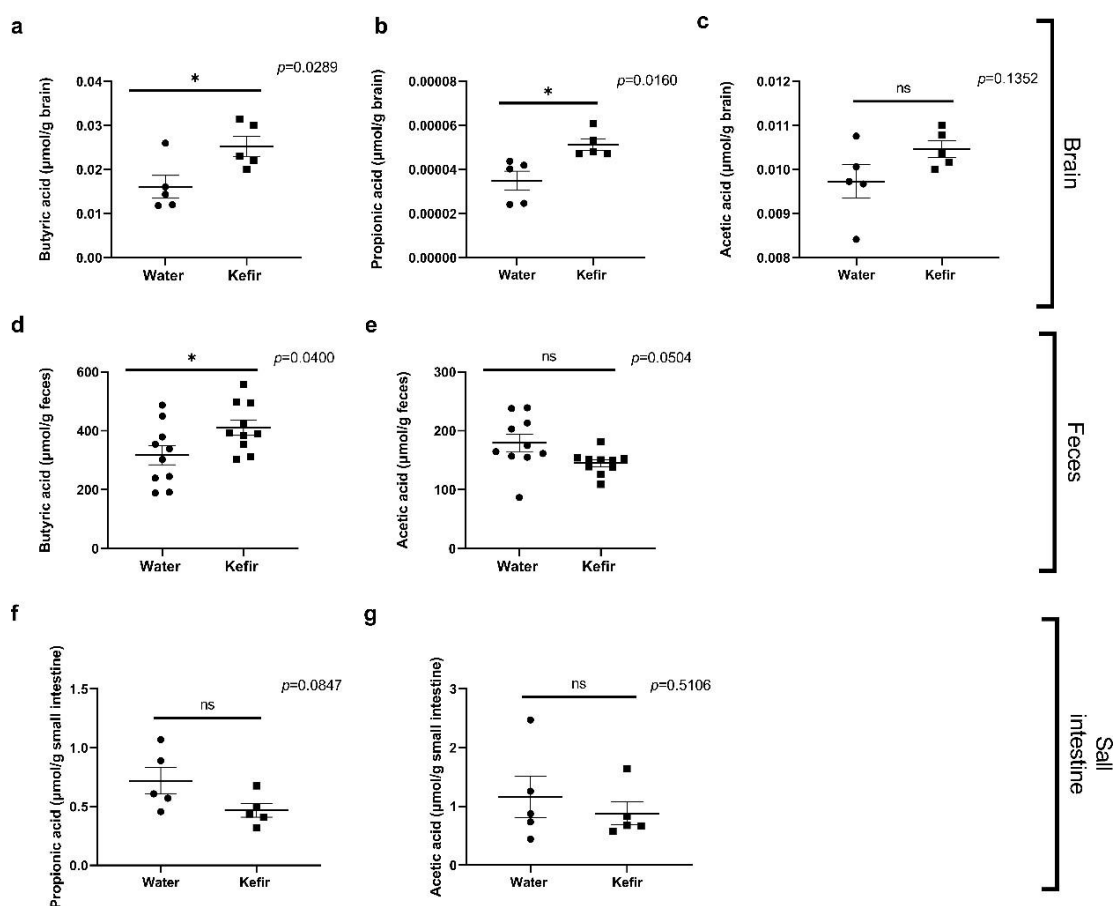 a
Butyric acid (μmol/g brain)
0.04
0.03
0.02
0.01
0.00
*
p=0.0289
Water
Kefir
b
Propionic acid (μmol/g brain)
0.00008
0.00006
0.00004
0.00002
0.00000
*
p=0.0160
Water
Kefir
c
Acetic acid (μmol/g brain)
0.012
0.011
0.010
0.009
0.008
ns
p=0.1352
Water
Kefir
Brain
d
Butyric acid (μmol/g feces)
600
400
200
0
*
p=0.0400
Water
Kefir
e
Acetic acid (μmol/g feces)
300
200
100
0
ns
p=0.0504
Water
Kefir
Feces
f
Propionic acid (μmol/g small intestine)
1.5
1.0
0.5
0.0
ns
p=0.0847
Water
Kefir
g
Acetic acid (μmol/g small intestine)
3
2
1
0
ns
p=0.5106
Water
Kefir
Sall
intestine